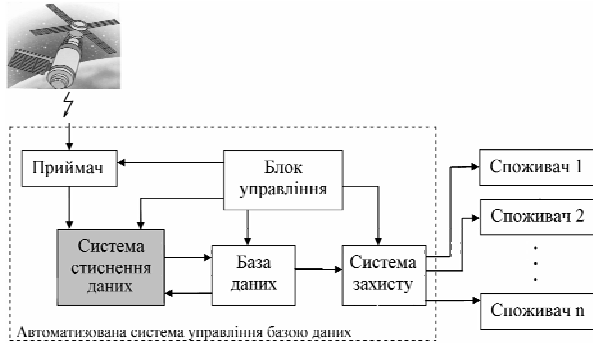 Приймач
Блок
управління
Споживач 1
Споживач 2
Система
стиснення
даних
База
даних
Система
захисту
Споживач n
Автоматизована система управління базою даних